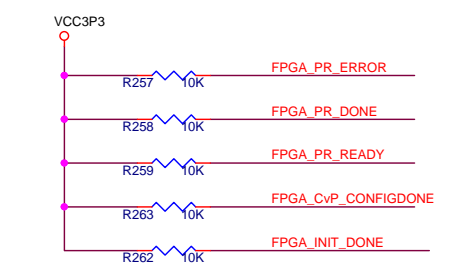 VCC3P3
FPGA_PR_ERROR
R257 10K
FPGA_PR_DONE
R258 10K
FPGA_PR_READY
R259 10K
FPGA_CvP_CONFIGDONE
R263 10K
FPGA_INIT_DONE
R262 10K